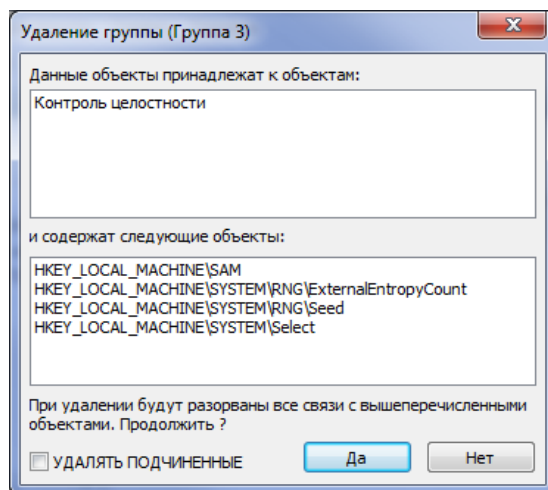 Удаление группы (Группа 3)
Данные объекты принадлежат к объектам:
Контроль целостности
и содержат следующие объекты:
HKEY_LOCAL_MACHINE\SAM
HKEY_LOCAL_MACHINE\SYSTEM\RNG\ExternalEntropyCount
HKEY_LOCAL_MACHINE\SYSTEM\RNG\Seed
HKEY_LOCAL_MACHINE\SYSTEM\Select
При удалении будут разорваны все связи с вышеперечисленными
объектами. Продолжить ?
УДАЛЯТЬ ПОДЧИНЕННЫЕ
Да
Нет